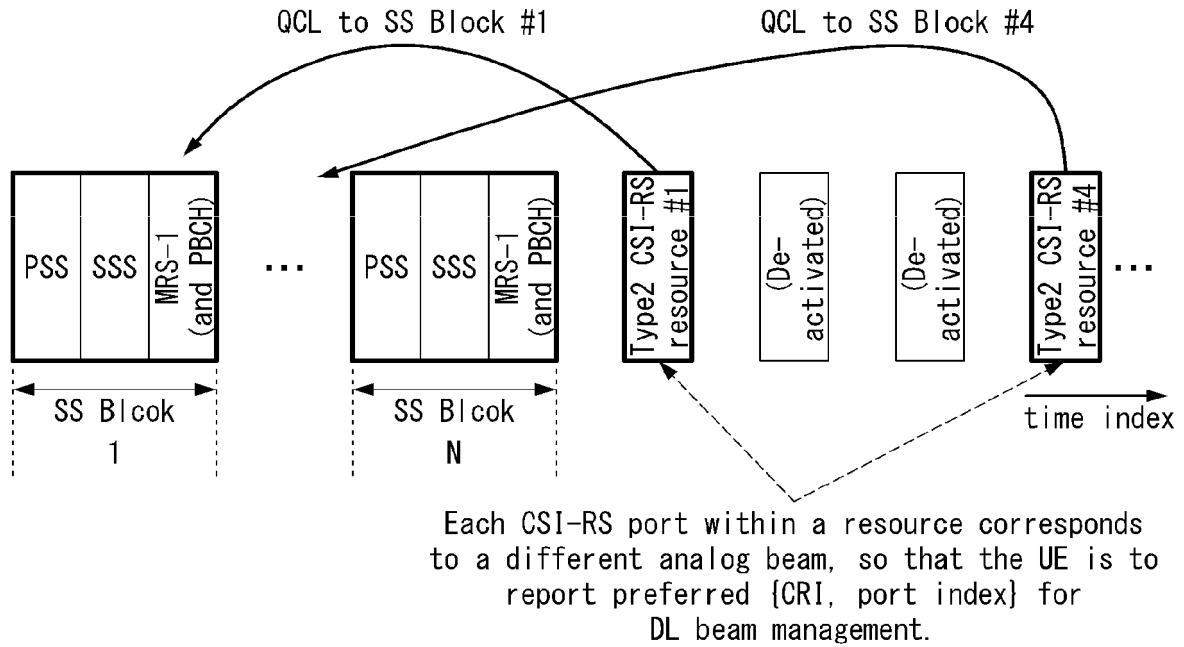 QCL to SS Block #1
QCL to SS Block #4
PSS
SSS
MRS-1
(and PBCH)
...
PSS
SSS
MRS-1
(and PBCH)
Type2 CSI-RS
resource #1
(De-
activated)
(De-
activated)
Type2 CSI-RS
resource #4
...
SS Blcok
1
SS Blcok
N
time index
Each CSI-RS port within a resource corresponds
to a different analog beam, so that the UE is to
report preferred {CRI, port index} for
DL beam management.